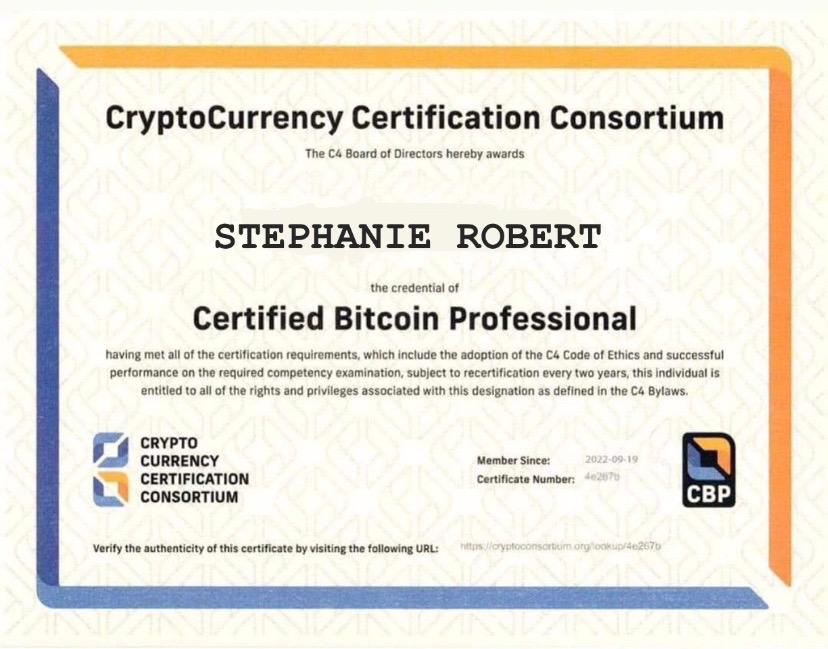 CryptoCurrency Certification Consortium
The C4 Board of Directors hereby awards
STEPHANIE ROBERT
the credential of
Certified Bitcoin Professional
having met all of the certification requirements, which include the adoption of the C4 Code of Ethics and successful
performance on the required competency examination, subject to recertification every two years, this individual is
entitled to all of the rights and privileges associated with this designation as defined in the C4 Bylaws.
CRYPTO
CURRENCY
CERTIFICATION
CONSORTIUM
Member Since: 2022-09-19
Certificate Number: 4e267b
CBP
Verify the authenticity of this certificate by visiting the following URL: https://cryptoconsortium.org/lookup/4e267b